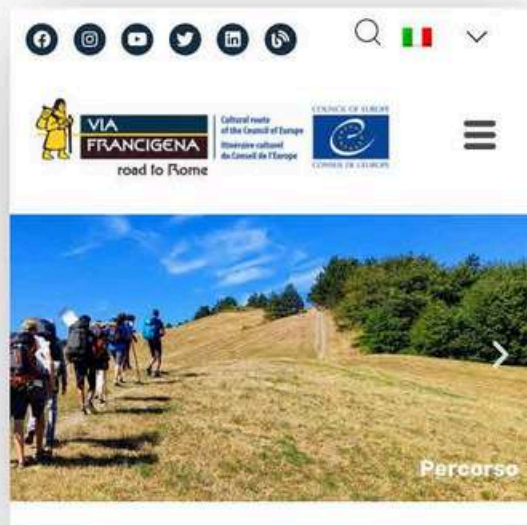 VIA
FRANCIGENA
road to Rome
Cultural route
of the Council of Europe
Itinéraire culturel
du Conseil de l'Europe
COUNCIL OF EUROPE
CONSEIL DE L'EUROPE
Percorso